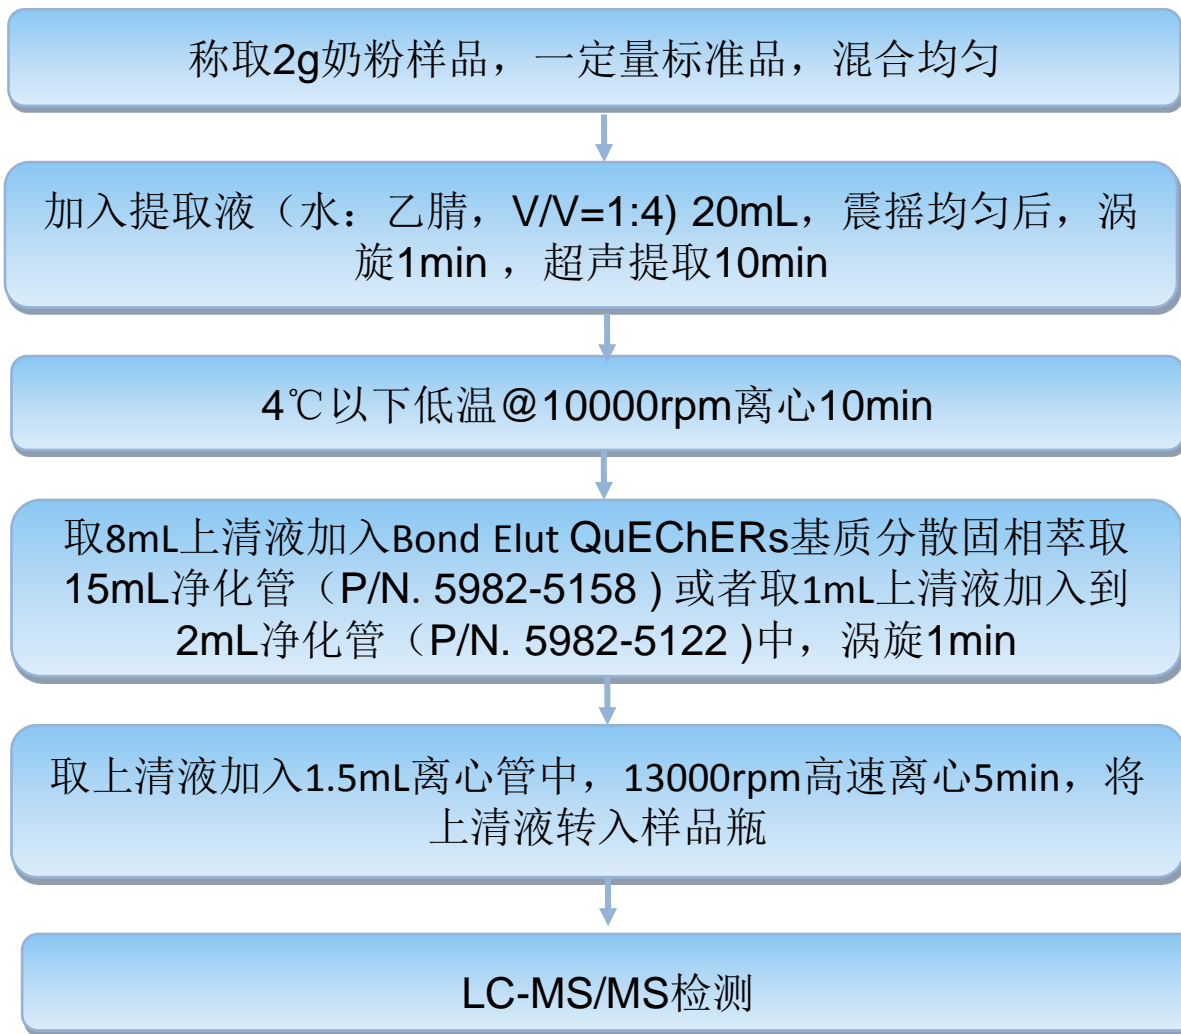 称取2g奶粉样品，一定量标准品，混合均匀
加入提取液（水：乙腈，V/V=1:4) 20mL，震摇均匀后，涡
旋1min ，超声提取10min
4℃以下低温@10000rpm离心10min
取8mL上清液加入Bond Elut QuEChERs基质分散固相萃取
15mL净化管（P/N. 5982-5158 ) 或者取1mL上清液加入到
2mL净化管（P/N. 5982-5122 )中，涡旋1min
取上清液加入1.5mL离心管中，13000rpm高速离心5min，将
上清液转入样品瓶
LC-MS/MS检测